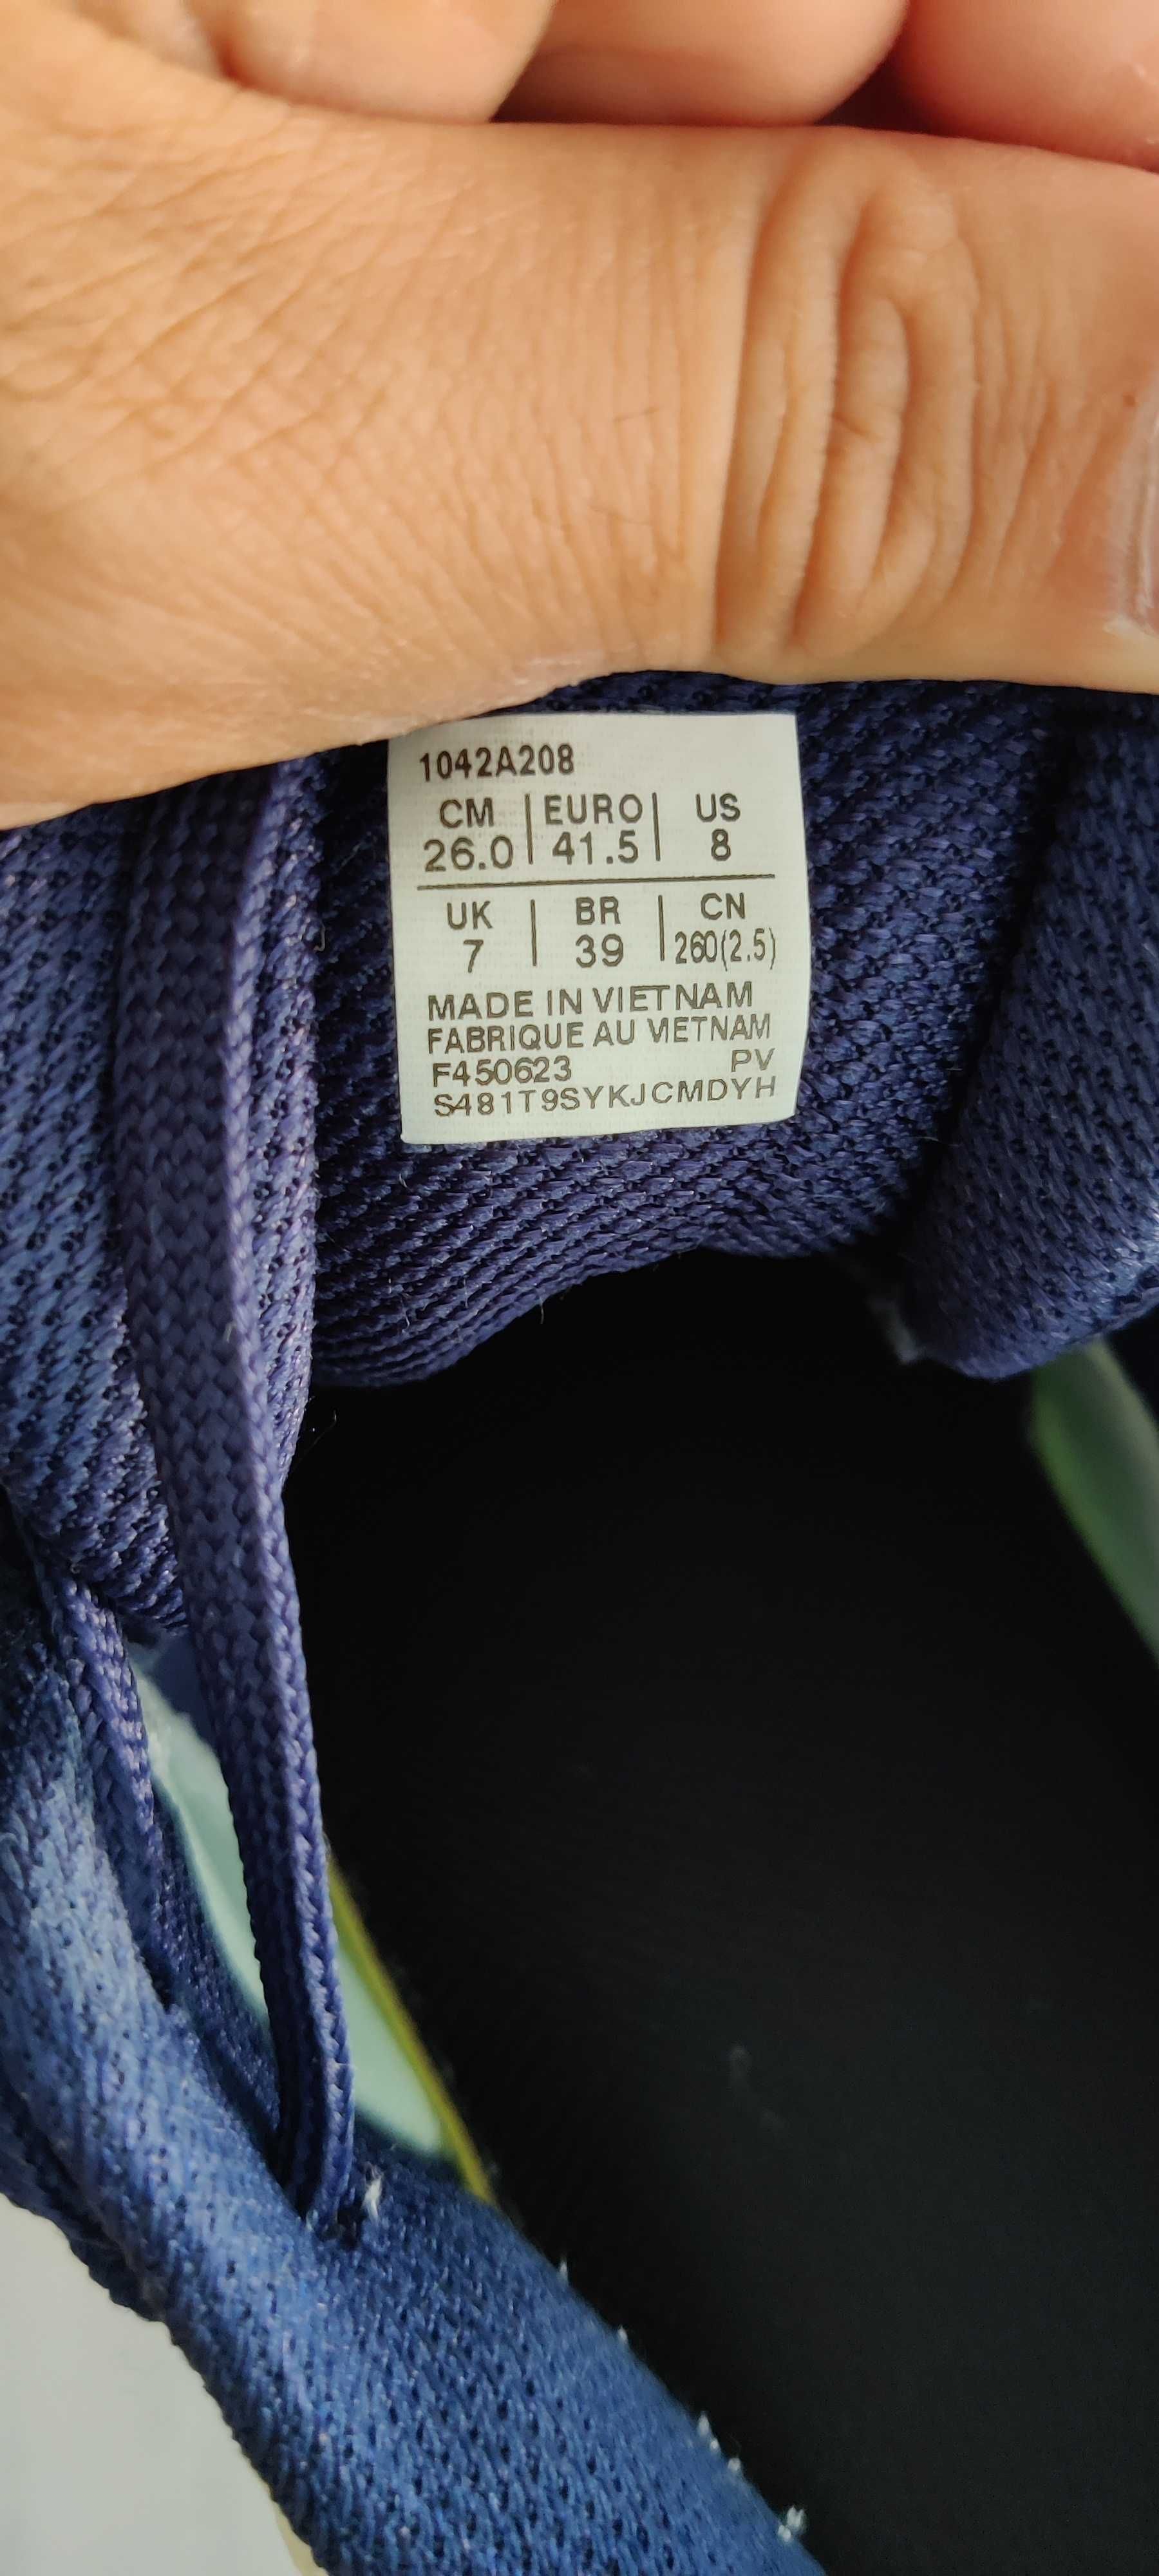 1042A208
CM | EURO | US
26.0 | 41.5 | 8
UK | BR | CN
7 | 39 | 260(2.5)
MADE IN VIETNAM
FABRIQUE AU VIETNAM
F450623 PV
S481T9SYKJCMDYH